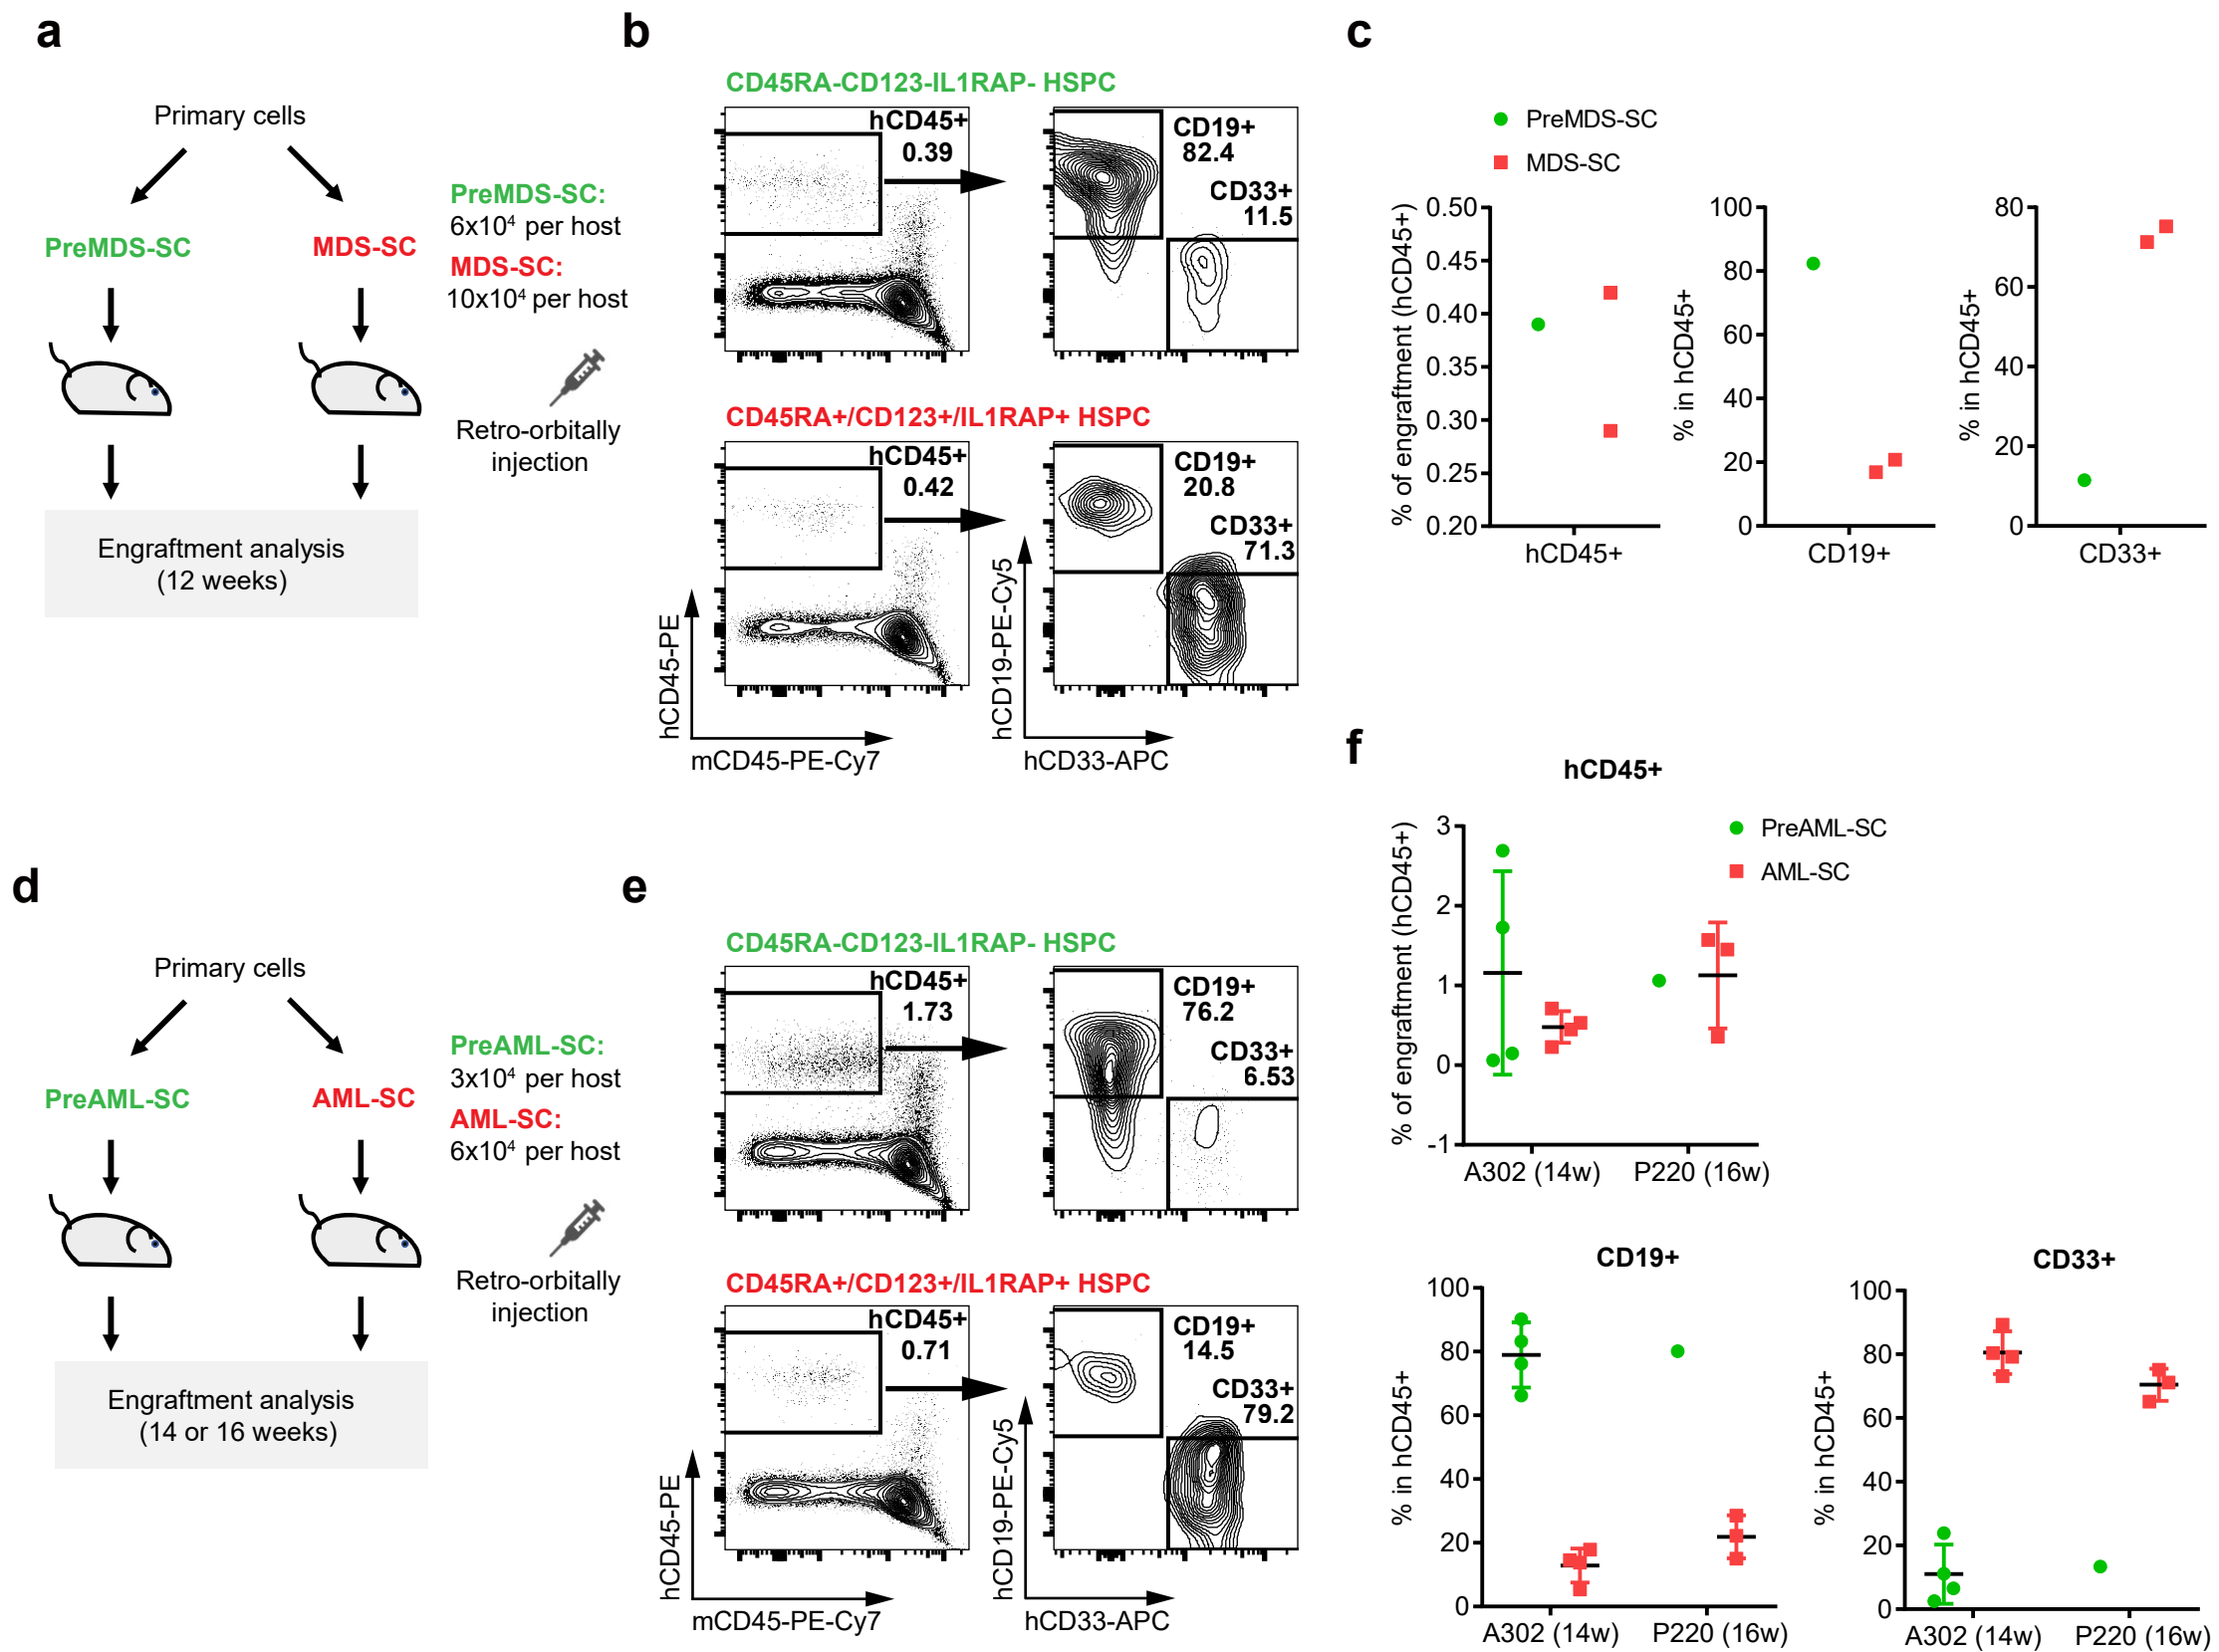 a
Primary cells
PreMDS-SC
MDS-SC
PreMDS-SC:
6x10⁴ per host
MDS-SC:
10x10⁴ per host
Retro-orbitally
injection
Engraftment analysis
(12 weeks)
b
CD45RA-CD123-IL1RAP- HSPC
hCD45+
0.39
CD19+
82.4
CD33+
11.5
CD45RA+/CD123+/IL1RAP+ HSPC
hCD45+
0.42
CD19+
20.8
CD33+
71.3
hCD45-PE
mCD45-PE-Cy7
hCD19-PE-Cy5
hCD33-APC
c
PreMDS-SC
MDS-SC
% of engraftment (hCD45+)
0.50
0.45
0.40
0.35
0.30
0.25
0.20
hCD45+
% in hCD45+
100
80
60
40
20
0
CD19+
% in hCD45+
80
60
40
20
0
CD33+
d
Primary cells
PreAML-SC
AML-SC
PreAML-SC:
3x10⁴ per host
AML-SC:
6x10⁴ per host
Retro-orbitally
injection
Engraftment analysis
(14 or 16 weeks)
e
CD45RA-CD123-IL1RAP- HSPC
hCD45+
1.73
CD19+
76.2
CD33+
6.53
CD45RA+/CD123+/IL1RAP+ HSPC
hCD45+
0.71
CD19+
14.5
CD33+
79.2
hCD45-PE
mCD45-PE-Cy7
hCD19-PE-Cy5
hCD33-APC
f
hCD45+
PreAML-SC
AML-SC
% of engraftment (hCD45+)
3
2
1
0
-1
A302 (14w)
P220 (16w)
CD19+
% in hCD45+
100
80
60
40
20
0
A302 (14w)
P220 (16w)
CD33+
% in hCD45+
100
80
60
40
20
0
A302 (14w)
P220 (16w)